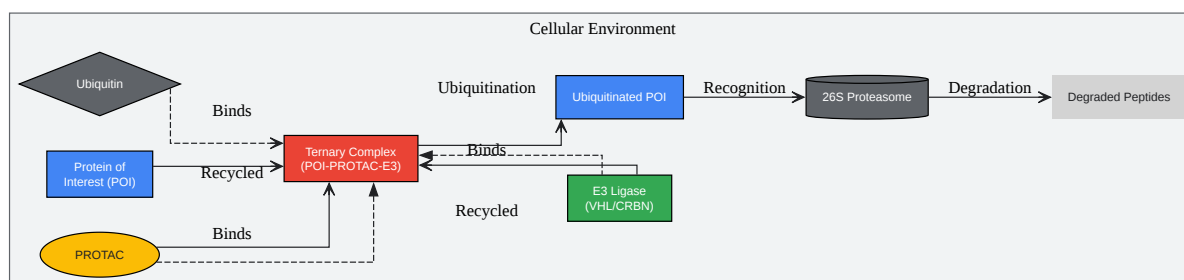 Cellular Environment
Ubiquitin
Binds
Ubiquitination
Ubiquitinated POI
Recognition
26S Proteasome
Degradation
Degraded Peptides
Protein of
Interest (POI)
Recycled
Ternary Complex
(POI-PROTAC-E3)
Binds
E3 Ligase
(VHL/CRBN)
Recycled
PROTAC
Binds